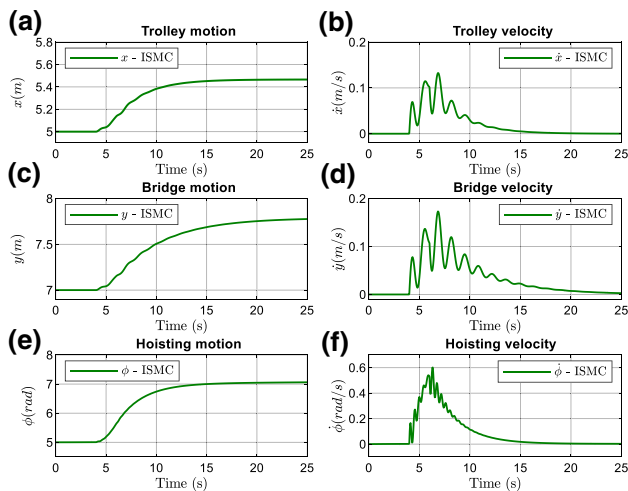 (a) Trolley motion
x - ISMC
x(m)
5.8
5.6
5.4
5.2
5
0 5 10 15 20 25
Time (s)
(b) Trolley velocity
ẋ - ISMC
ẋ(m/s)
0.2
0.1
0
0 5 10 15 20 25
Time (s)
(c) Bridge motion
y - ISMC
y(m)
8
7.5
7
0 5 10 15 20 25
Time (s)
(d) Bridge velocity
ẏ - ISMC
ẏ(m/s)
0.2
0.1
0
0 5 10 15 20 25
Time (s)
(e) Hoisting motion
ϕ - ISMC
ϕ(rad)
8
7
6
5
0 5 10 15 20 25
Time (s)
(f) Hoisting velocity
ϕ̇ - ISMC
ϕ̇(rad/s)
0.6
0.4
0.2
0
0 5 10 15 20 25
Time (s)